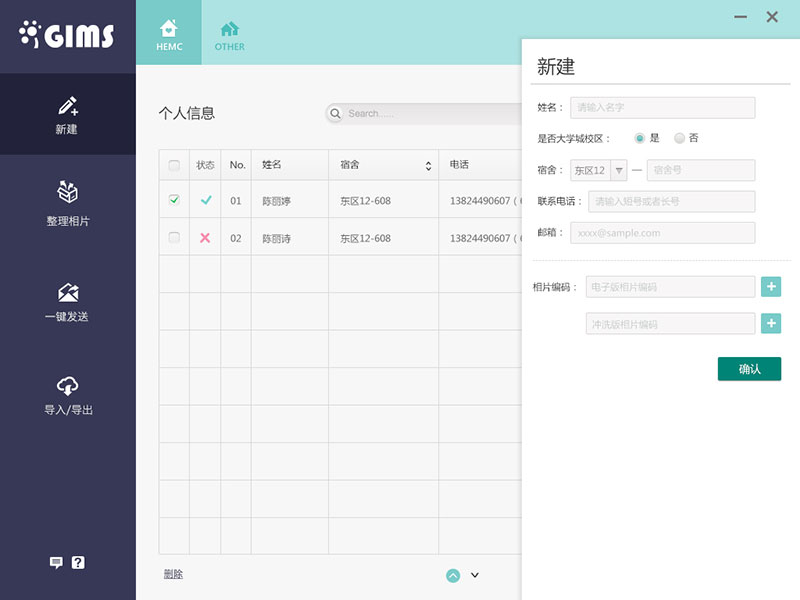 GIMS
HEMC
OTHER
新建
整理相片
一键发送
导入/导出
个人信息
Search......
状态 No. 姓名 宿舍 电话
01 陈丽婷 东区12-608 13824490607
02 陈丽诗 东区12-608 13824490607
删除
新建
姓名： 请输入名字
是否大学城校区： 是 否
宿舍： 东区12 — 宿舍号
联系电话： 请输入短号或者长号
邮箱： xxxx@sample.com
相片编码： 电子版相片编码
冲洗版相片编码
确认